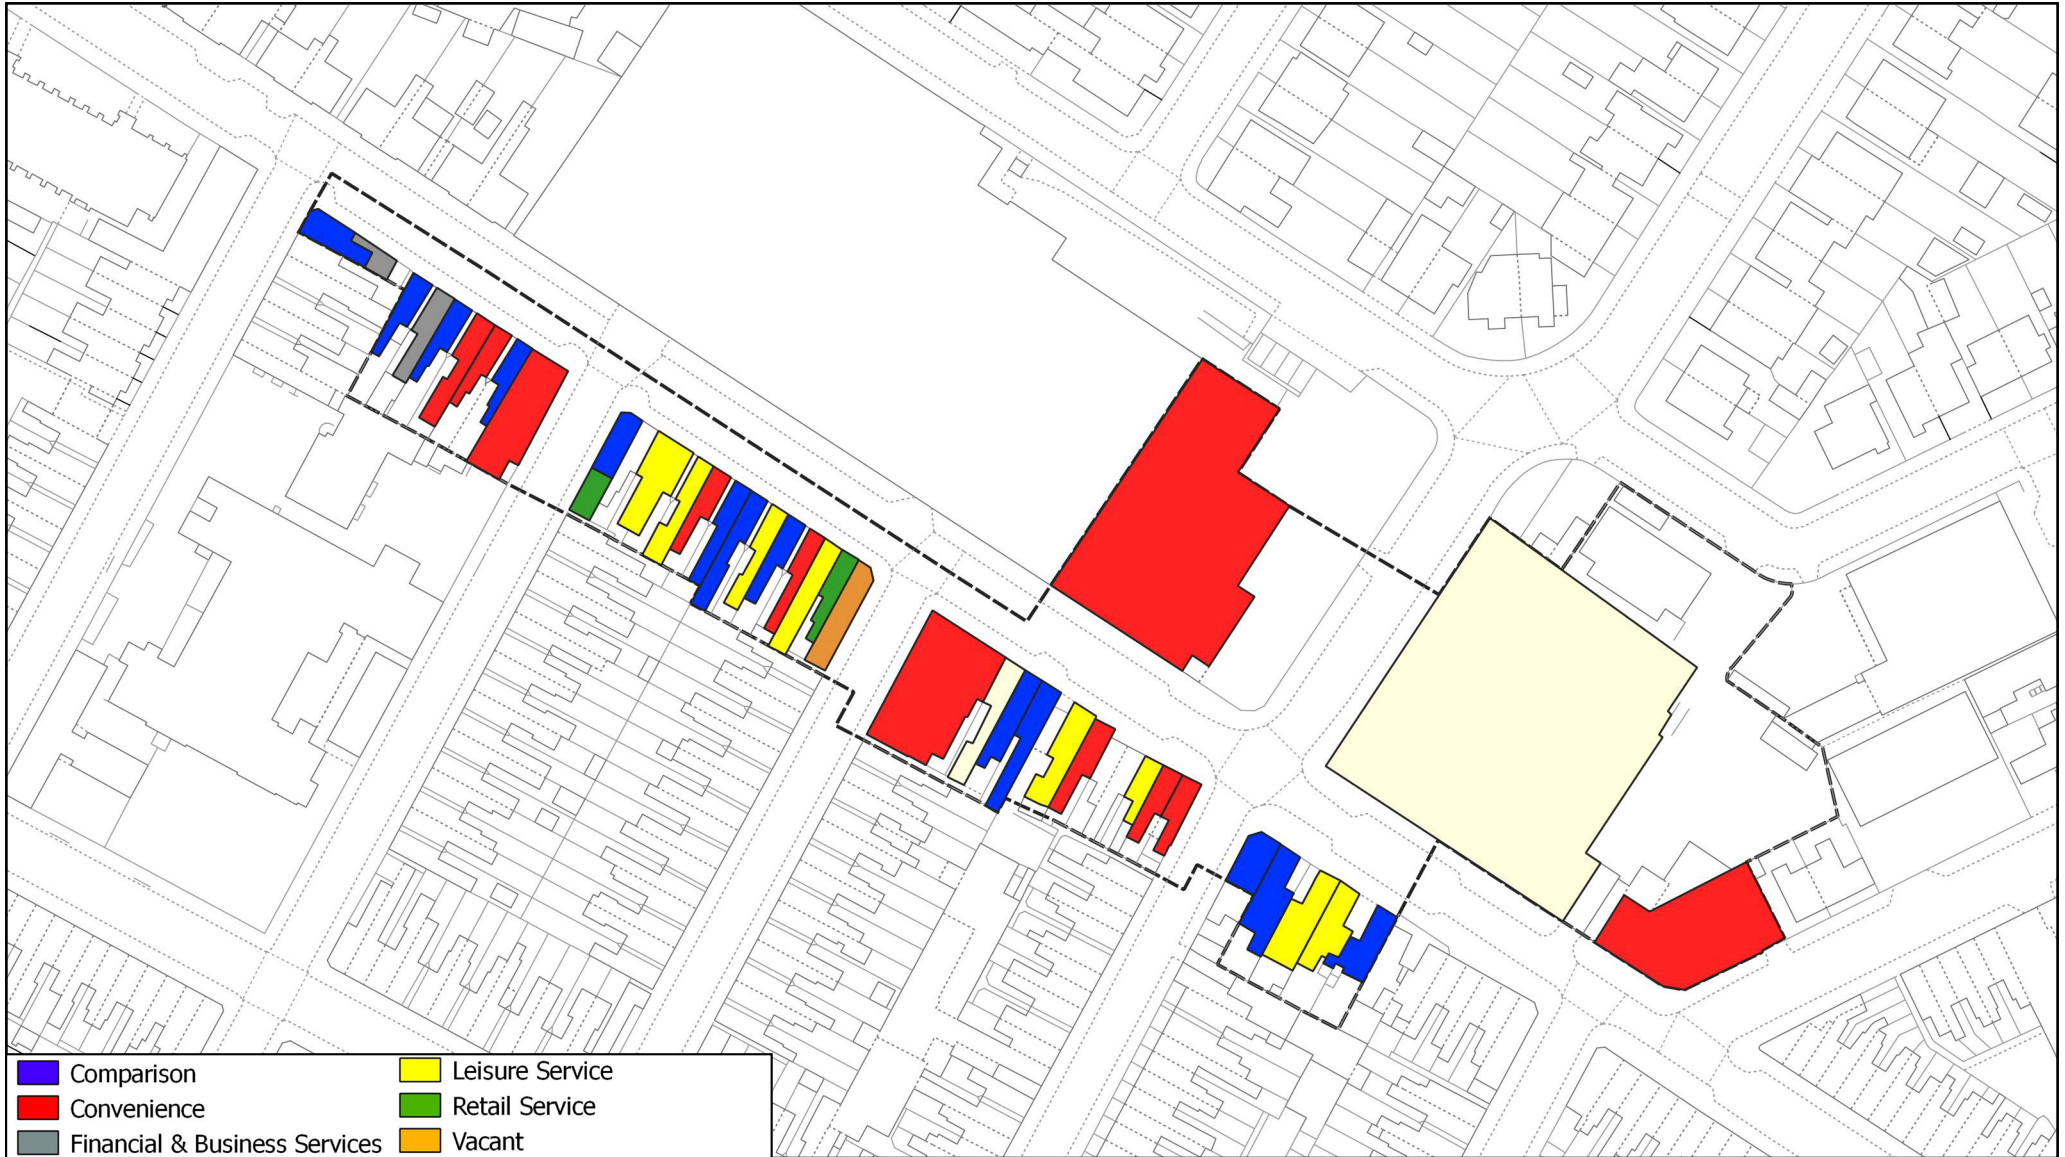 Comparison
Convenience
Financial & Business Services
Leisure Service
Retail Service
Vacant